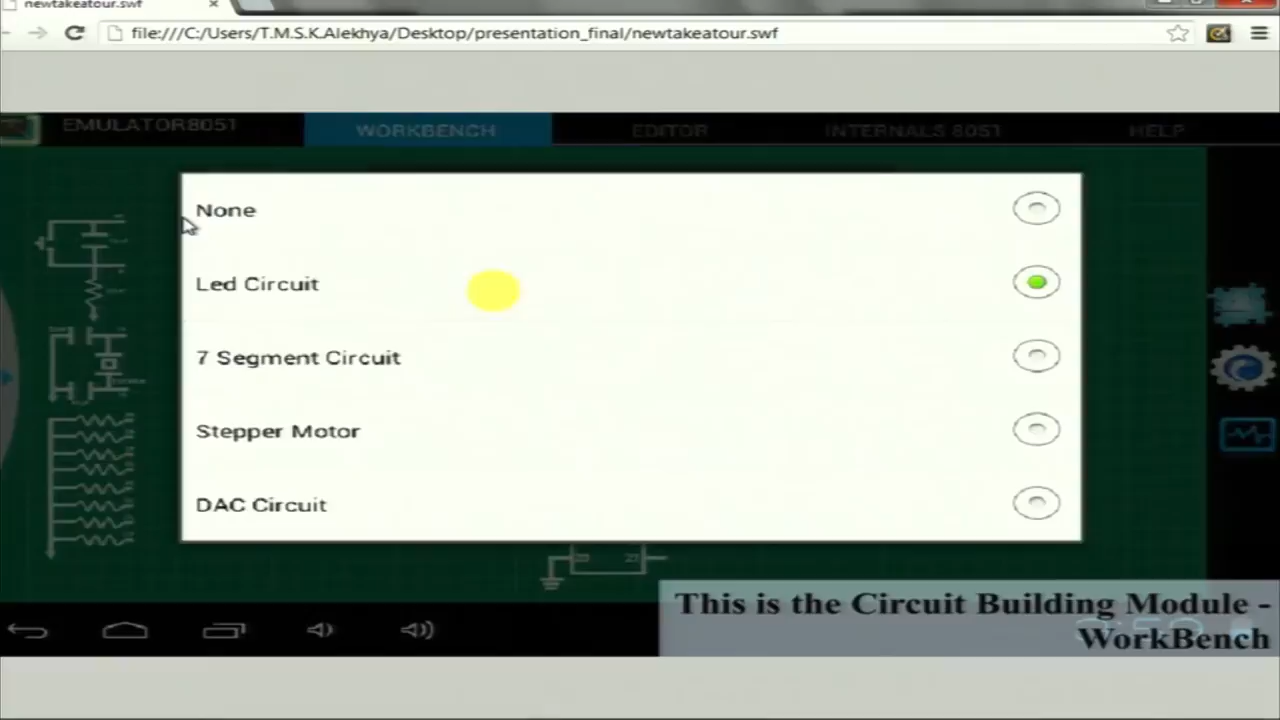 newtakeatour.swf
file:///C:/Users/T.M.S.K.Alekhya/Desktop/presentation_final/newtakeatour.swf
EMULATOR8051 WORKBENCH EDITOR INTERNALS 8051 HELP
None
Led Circuit
7 Segment Circuit
Stepper Motor
DAC Circuit
This is the Circuit Building Module -
WorkBench